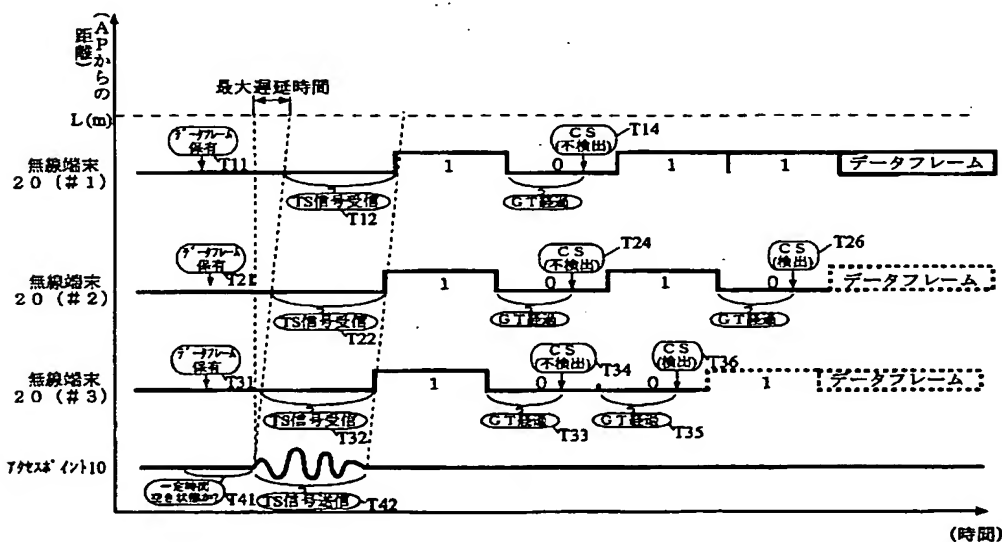 (APからの
距離)
最大遅延時間
L(m)
データフレーム
保有
T11
CS
(不検出)
T14
無線端末
20(#1)
1
0
1
1
データフレーム
TS信号受信
T12
GT経過
データフレーム
保有
T21
CS
(不検出)
T24
CS
(検出)
T26
無線端末
20(#2)
1
0
1
0
データフレーム
TS信号受信
T22
GT経過
GT経過
データフレーム
保有
T31
CS
(不検出)
T34
CS
(検出)
T36
無線端末
20(#3)
1
0
0
1
データフレーム
TS信号受信
T32
GT経過
T33
GT経過
T35
アクセスポイント10
一定時間
空き状態か?
T41
TS信号送信
T42
(時間)